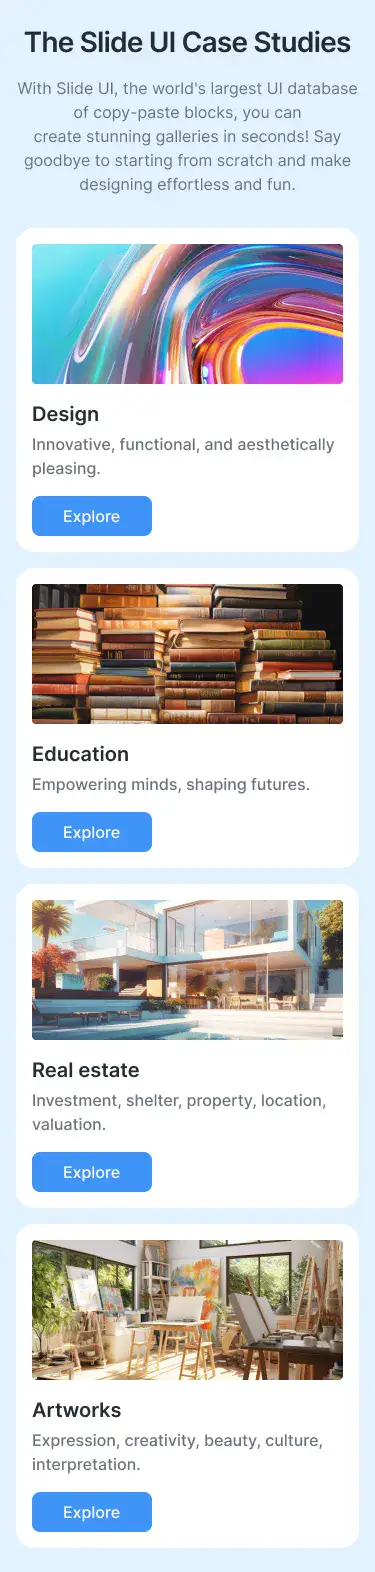 The Slide UI Case Studies
With Slide UI, the world's largest UI database
of copy-paste blocks, you can
create stunning galleries in seconds! Say
goodbye to starting from scratch and make
designing effortless and fun.
Design
Innovative, functional, and aesthetically
pleasing.
Explore
Education
Empowering minds, shaping futures.
Explore
Real estate
Investment, shelter, property, location,
valuation.
Explore
Artworks
Expression, creativity, beauty, culture,
interpretation.
Explore